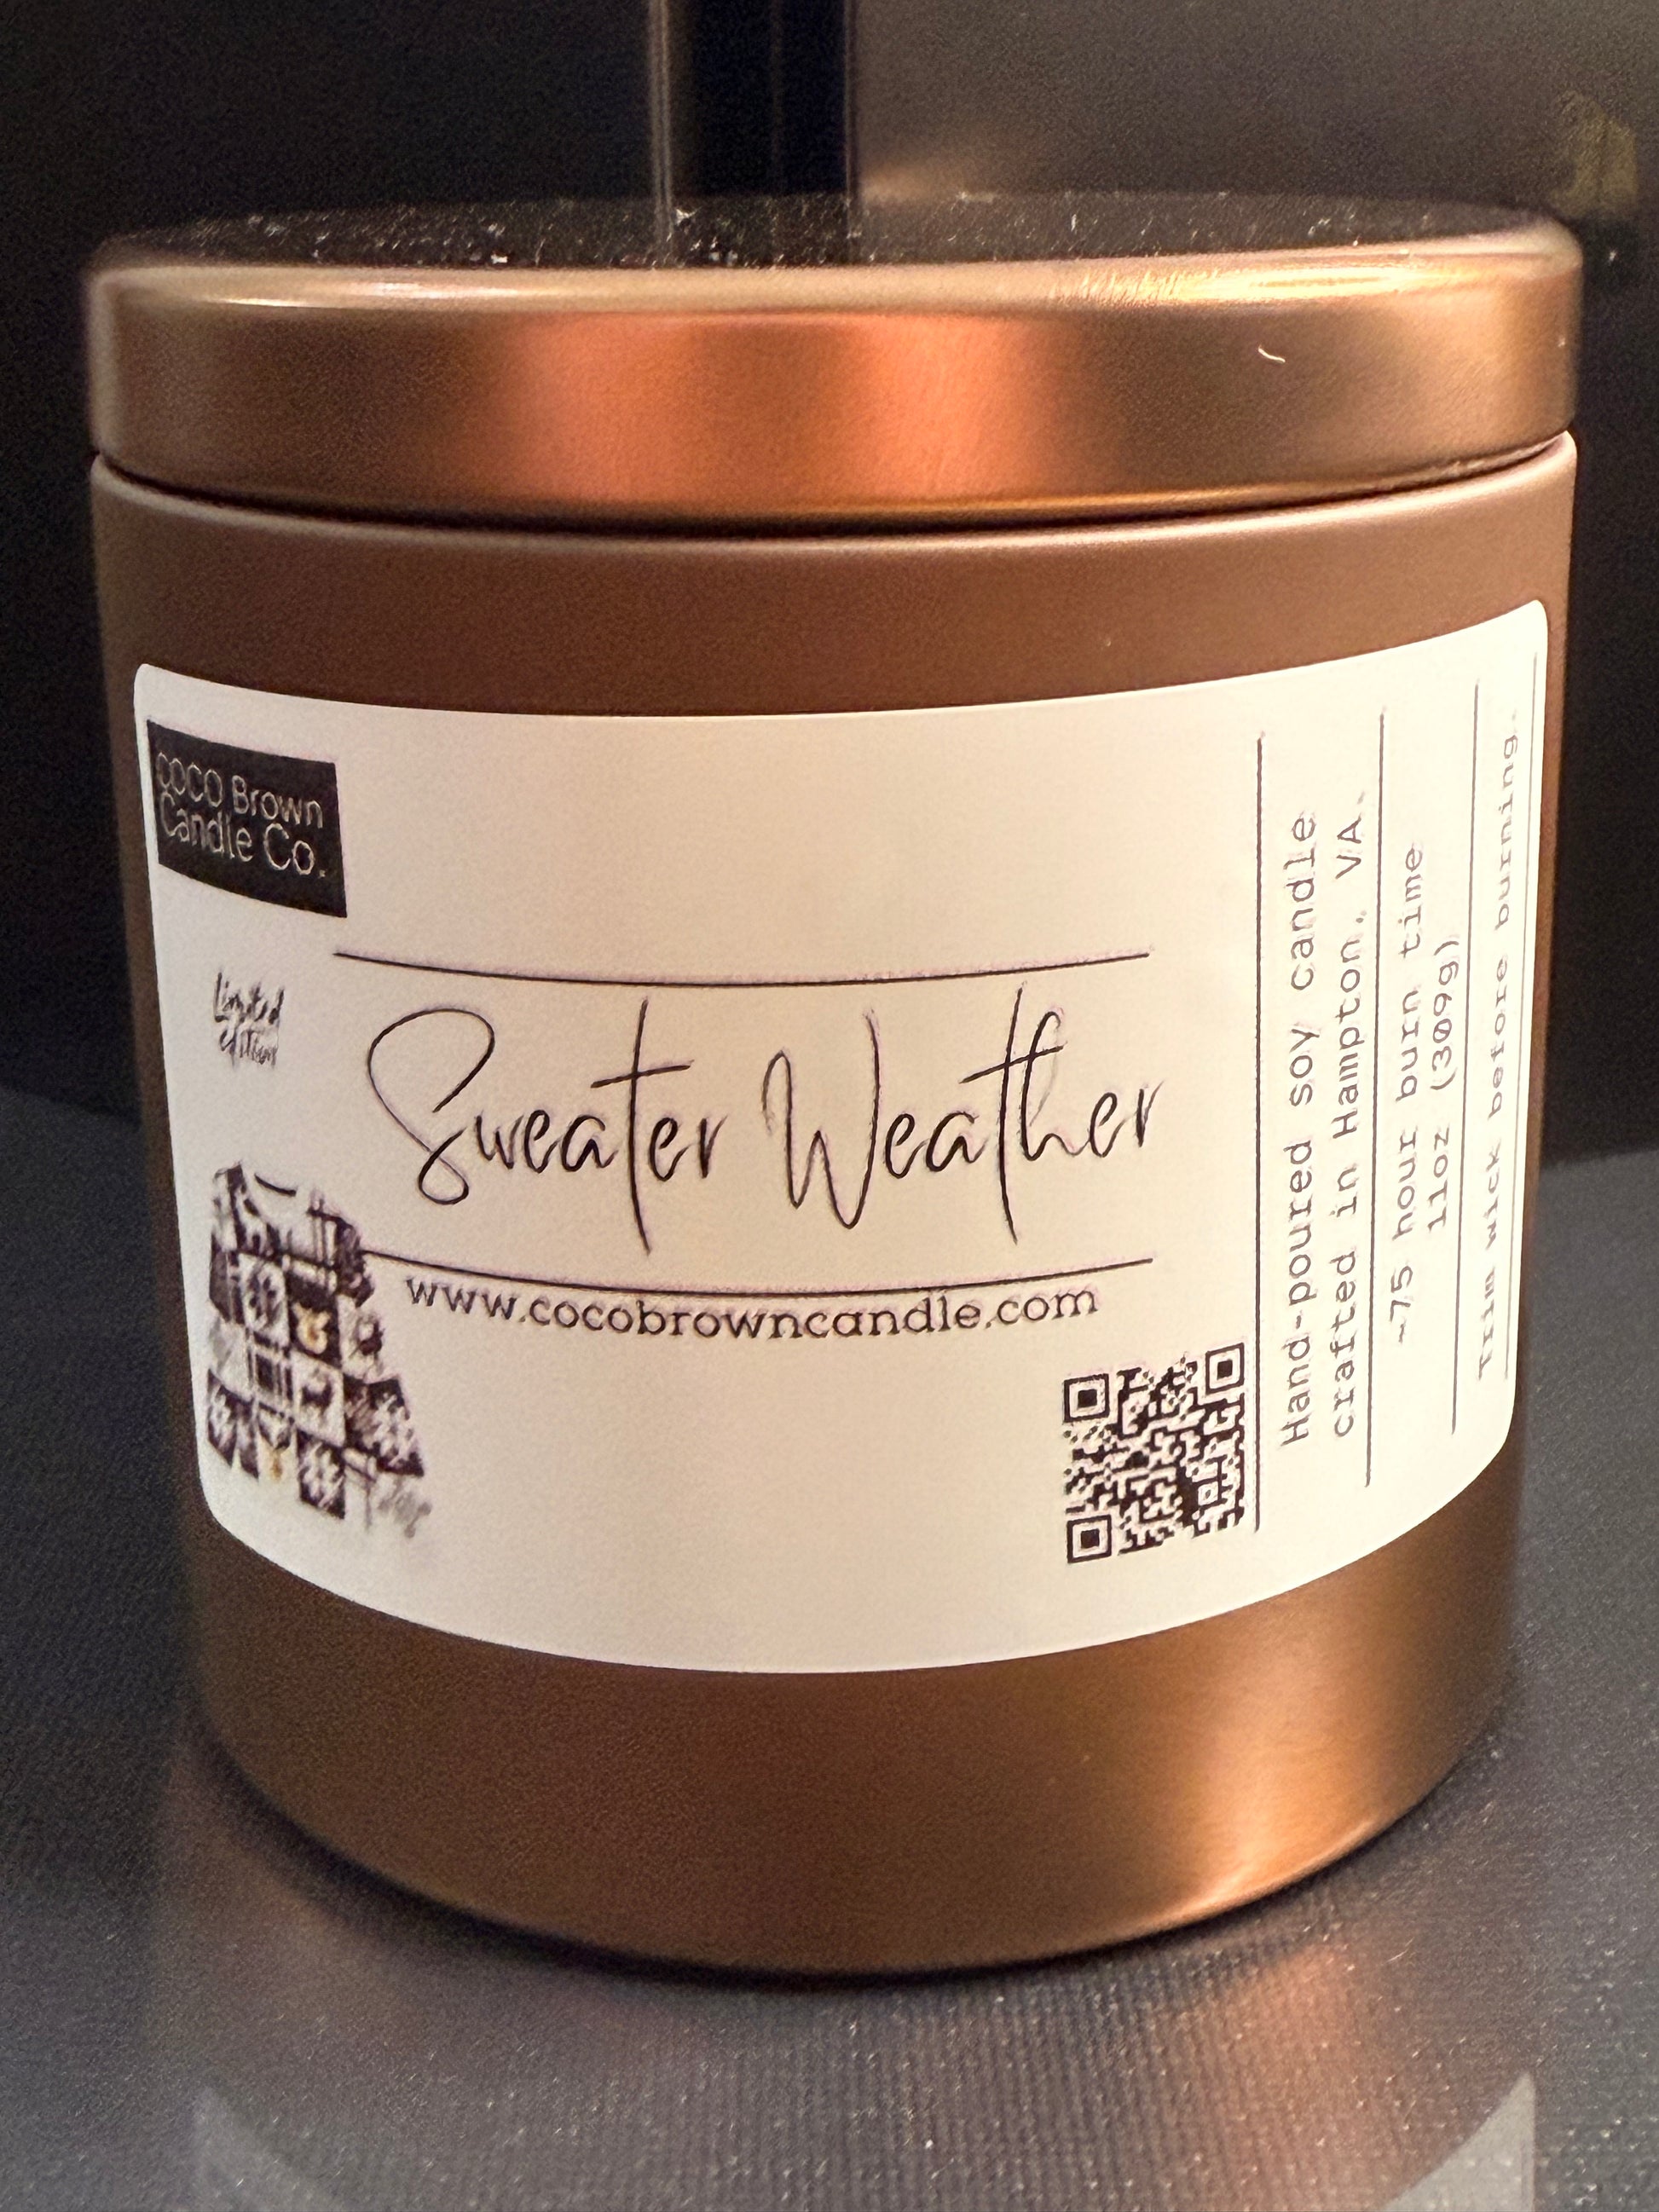 COCO Brown
Candle Co.
Limited
edition
Sweater Weather
www.cocobrowncandle.com
Hand-poured soy candle
crafted in Hampton, VA.
~75 hour burn time
11oz (309g)
Trim wick before burning.